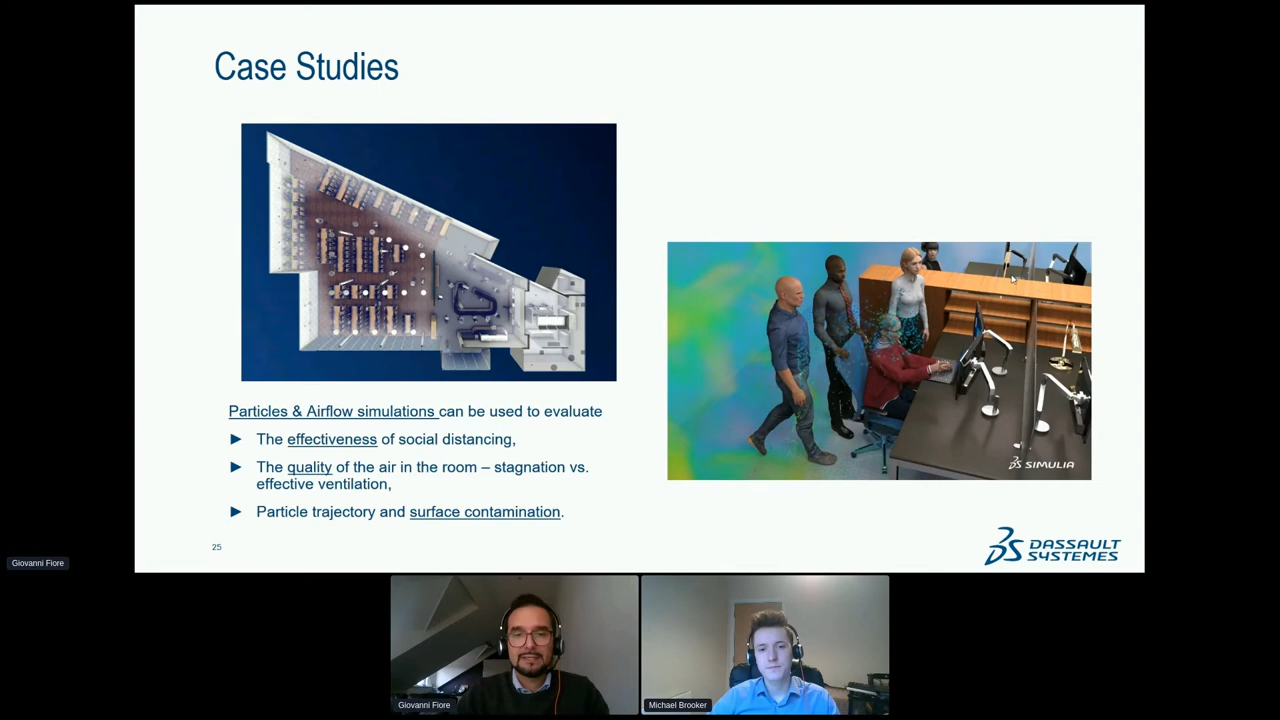 Case Studies
Particles & Airflow simulations can be used to evaluate
► The effectiveness of social distancing,
► The quality of the air in the room – stagnation vs.
effective ventilation,
► Particle trajectory and surface contamination.
3DS SIMULIA
25
3DS DASSAULT
SYSTEMES
Giovanni Fiore
Giovanni Fiore
Michael Brooker